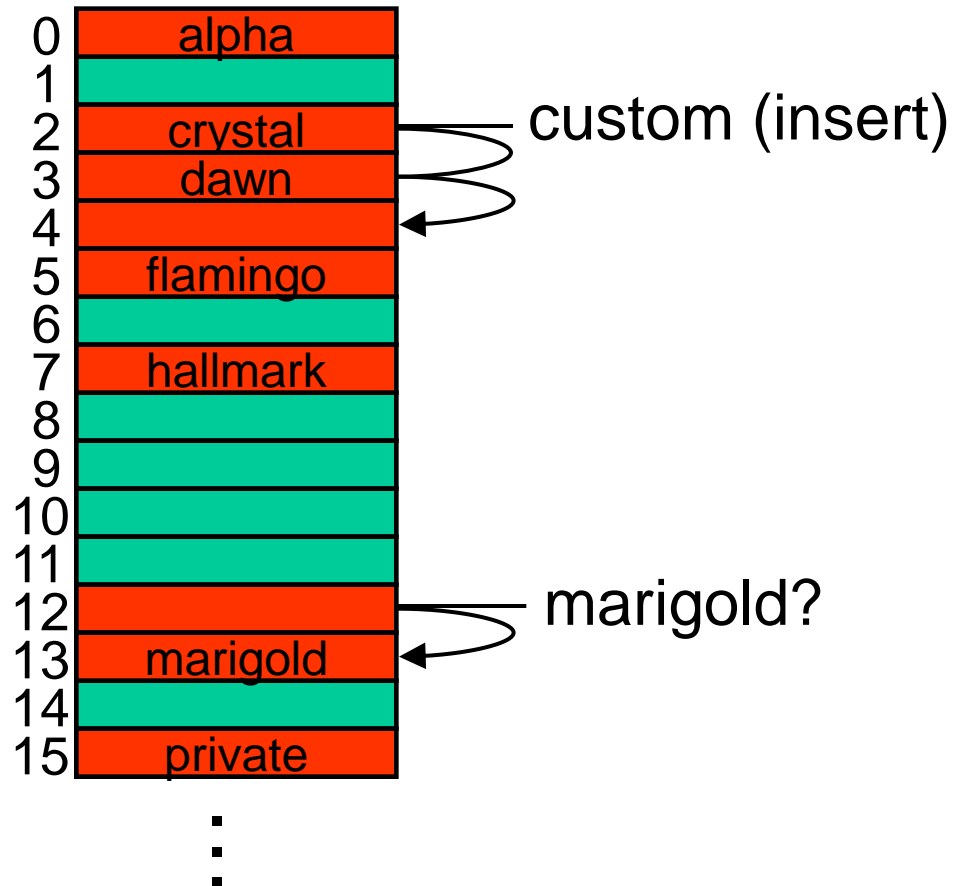 0 alpha
1
2 crystal custom (insert)
3 dawn
4
5 flamingo
6
7 hallmark
8
9
10
11
12 marigold?
13 marigold
14
15 private